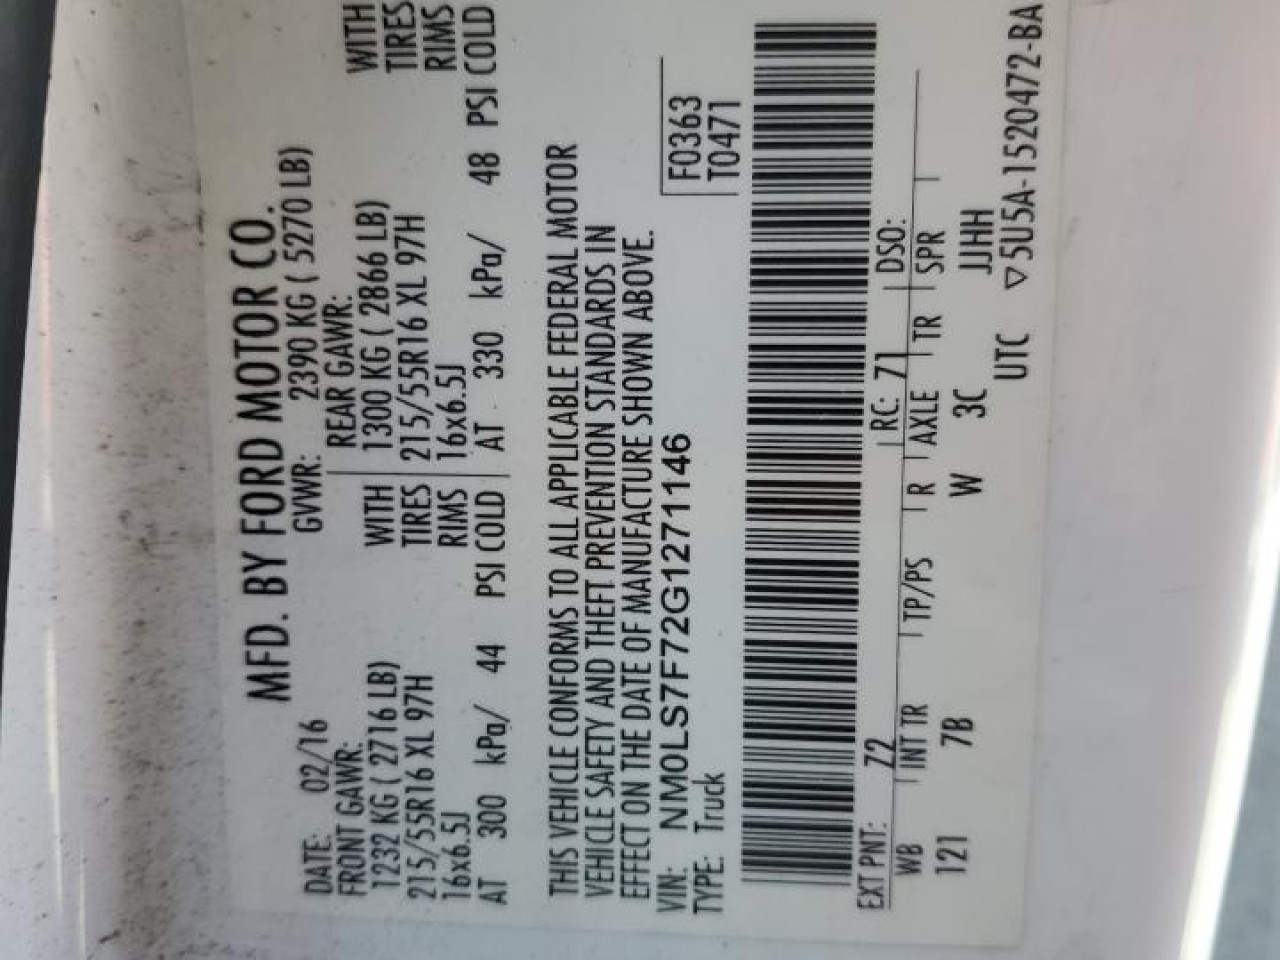 MFD. BY FORD MOTOR CO.
DATE: 02/16 GVWR: 2390 KG ( 5270 LB)
FRONT GAWR: REAR GAWR:
1232 KG ( 2716 LB) WITH 1300 KG ( 2866 LB) WITH
215/55R16 XL 97H TIRES 215/55R16 XL 97H TIRES
16x6.5J RIMS 16x6.5J RIMS
AT 300 kPa/ 44 PSI COLD AT 330 kPa/ 48 PSI COLD
THIS VEHICLE CONFORMS TO ALL APPLICABLE FEDERAL MOTOR
VEHICLE SAFETY AND THEFT PREVENTION STANDARDS IN
EFFECT ON THE DATE OF MANUFACTURE SHOWN ABOVE.
VIN: NM0LS7F72G1271146 F0363
TYPE: Truck T0471
EXT PNT: Z2 RC: 71 DSO:
WB INT TR TP/PS R AXLE TR SPR
121 7B W 3C JJHH
UTC ▽5U5A-1520472-BA